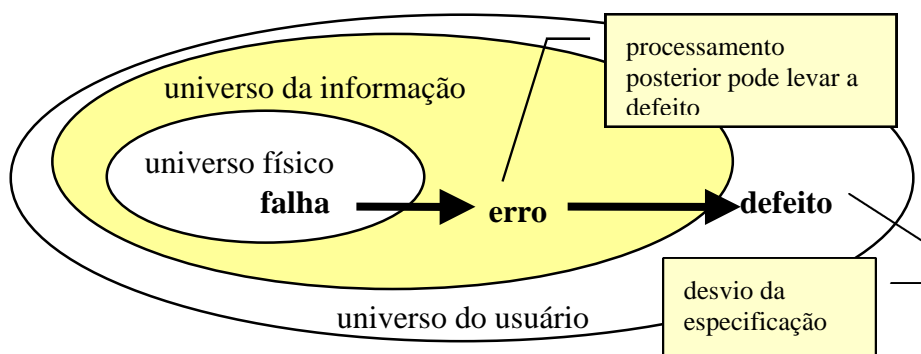 processamento
posterior pode levar a
defeito
universo da informação
universo físico
falha
erro
defeito
desvio da
especificação
universo do usuário